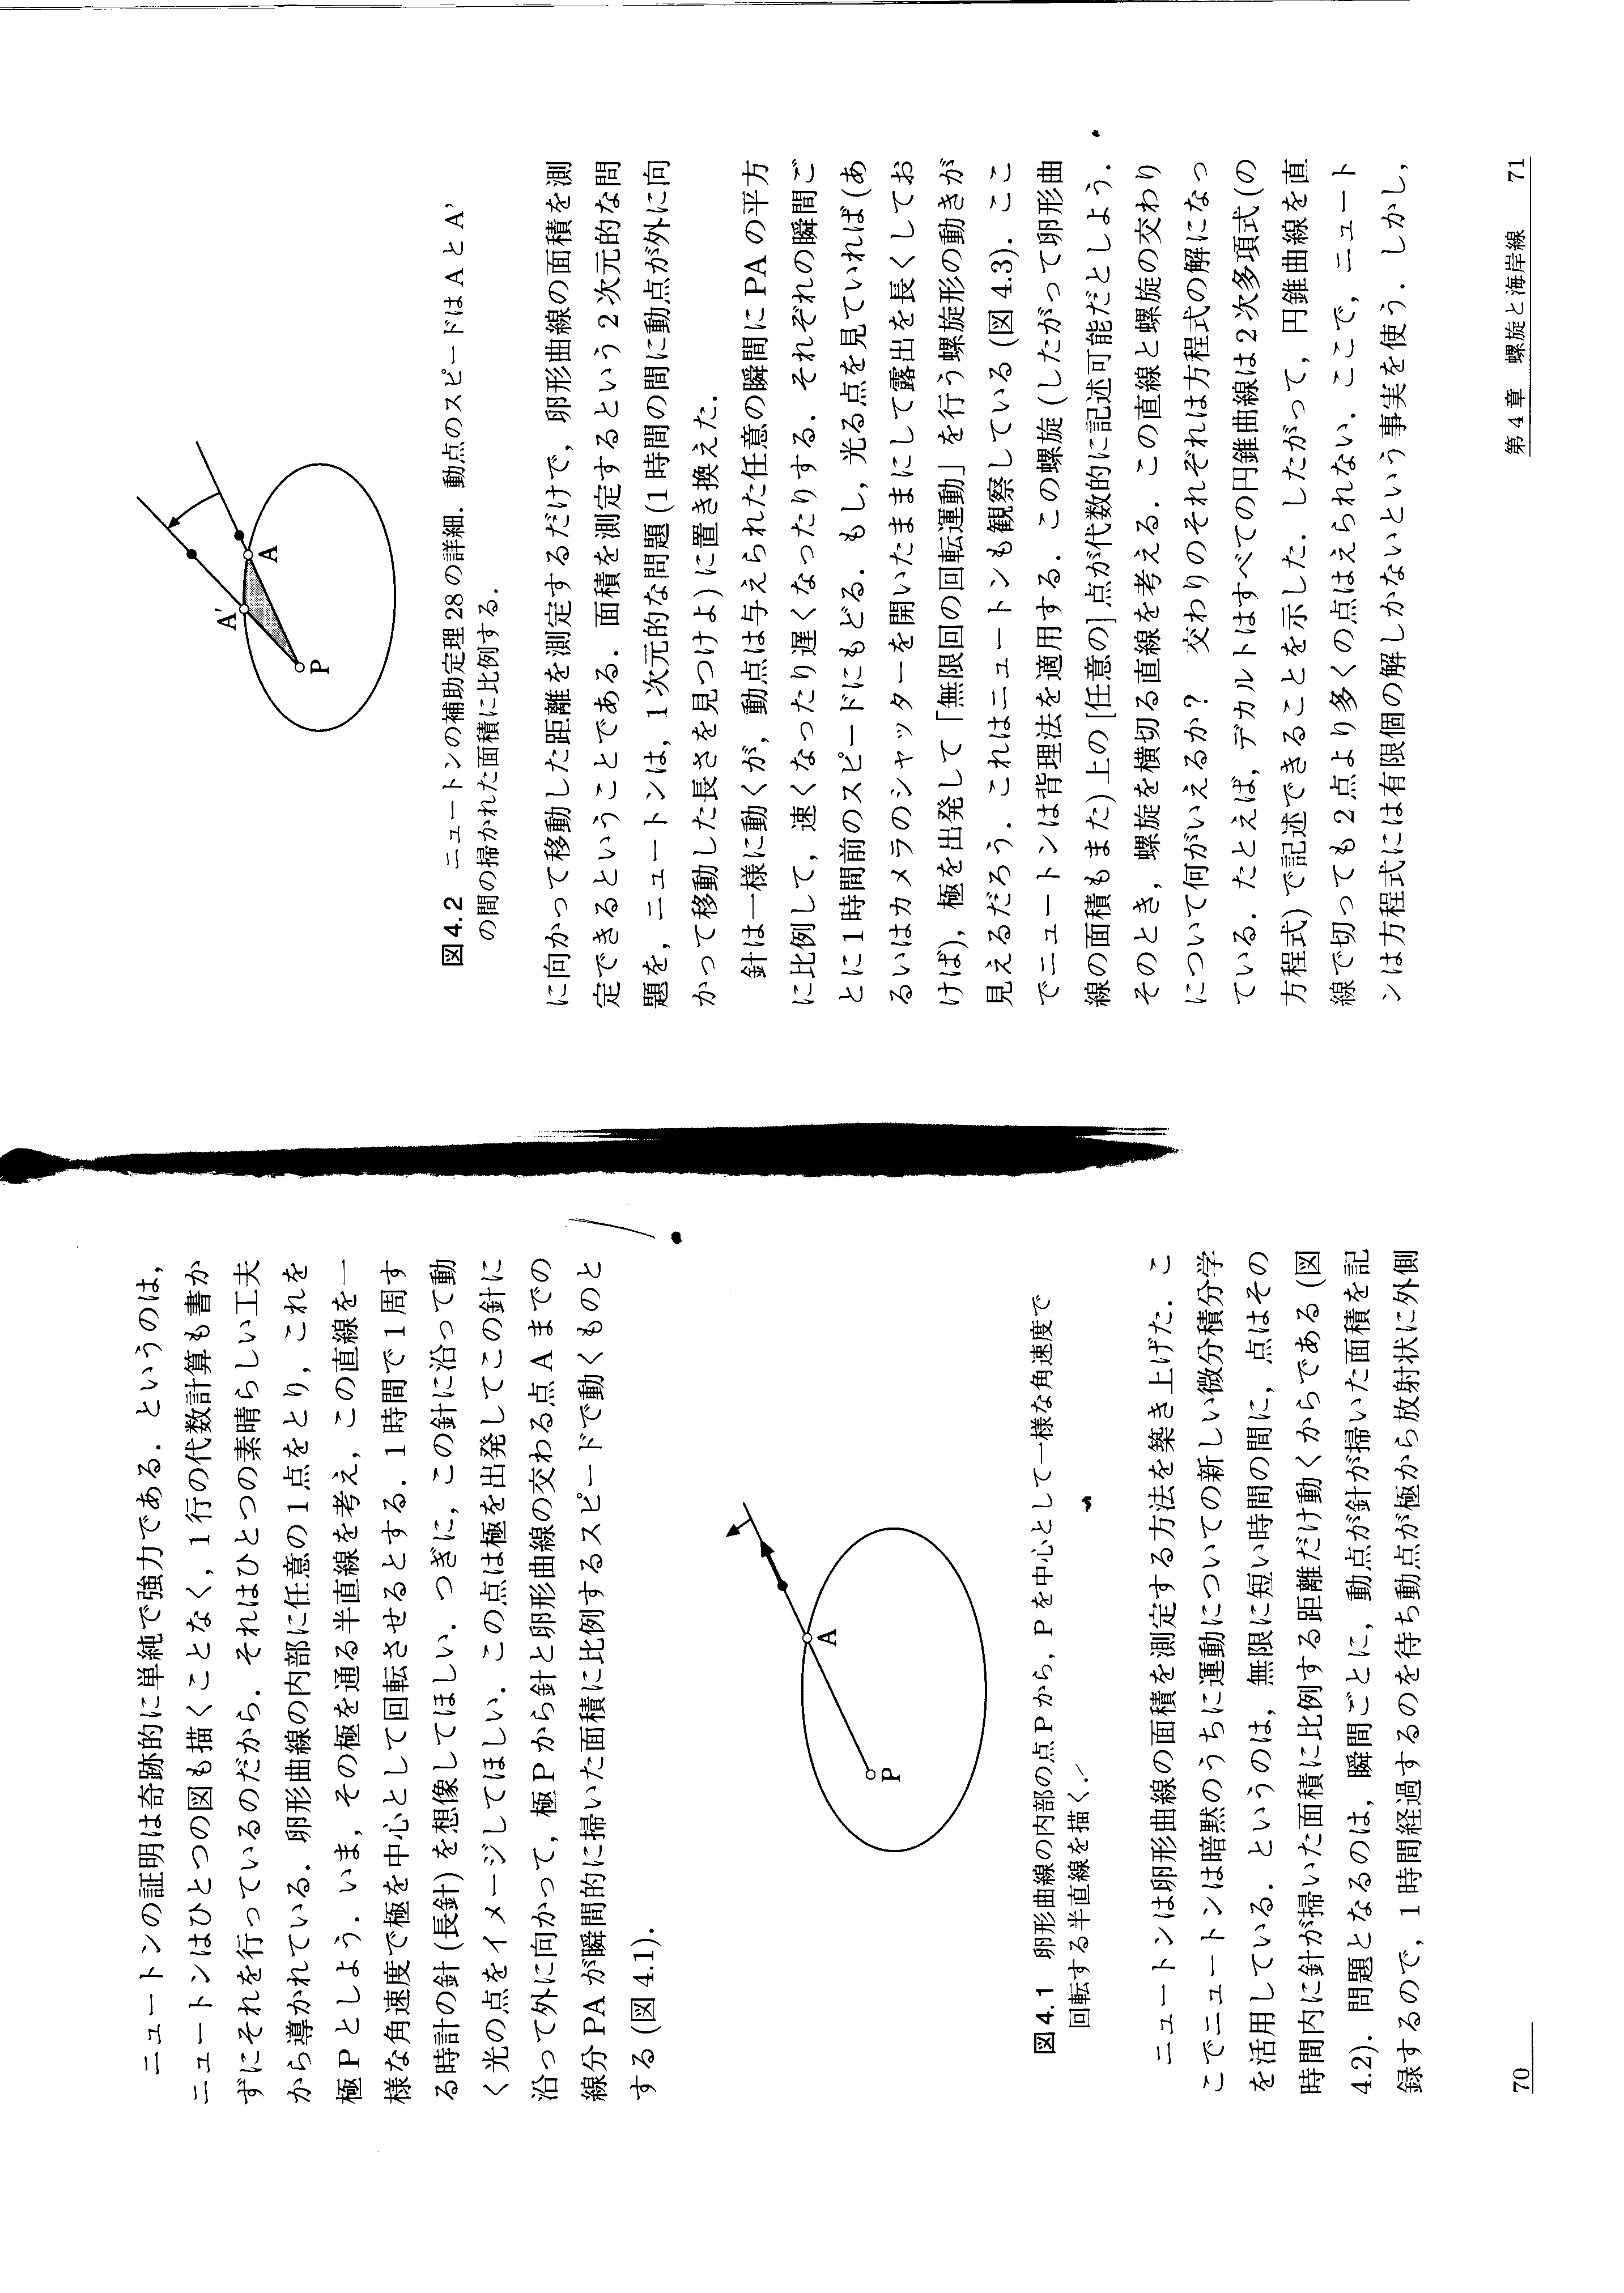 ニュートンの証明は奇跡的に単純で強力である．というのは，
ニュートンはひとつの図も描くことなく，1行の代数計算も書か
ずにそれを行っているのだから．それはひとつの素晴らしい工夫
から導かれている．卵形曲線の内部に任意の1点をとり，これを
極Pとしよう．いま，その極を通る半直線を考え，この直線を一
様な角速度で極を中心として回転させるとする．1時間で1周す
る時計の針(長針)を想像してほしい．つぎに，この針に沿って動
く光の点をイメージしてほしい．この点は極を出発してこの針に
沿って外に向かって，極Pから針と卵形曲線の交わる点Aまでの
線分PAが瞬間的に掃いた面積に比例するスピードで動くものと
する(図4.1)．
A
P
図4.1 卵形曲線の内部の点Pから，Pを中心として一様な角速度で
回転する半直線を描く．
ニュートンは卵形曲線の面積を測定する方法を築き上げた．こ
こでニュートンは暗黙のうちに運動についての新しい微分積分学
を活用している．というのは，無限に短い時間の間に，点はその
時間内に針が掃いた面積に比例する距離だけ動くからである(図
4.2)．問題となるのは，瞬間ごとに，動点が針が掃いた面積を記
録するので，1時間経過するのを待ち動点が極から放射状に外側
70
A'
A
P
図4.2 ニュートンの補助定理28の詳細．動点のスピードはAとA'
の間の掃かれた面積に比例する．
に向かって移動した距離を測定するだけで，卵形曲線の面積を測
定できるということである．面積を測定するという2次元的な問
題を，ニュートンは，1次元的な問題(1時間の間に動点が外に向
かって移動した長さを見つけよ)に置き換えた．
針は一様に動くが，動点は与えられた任意の瞬間にPAの平方
に比例して，速くなったり遅くなったりする．それぞれの瞬間ご
とに1時間前のスピードにもどる．もし，光る点を見ていれば(あ
るいはカメラのシャッターを開いたままにして露出を長くしてお
けば)，極を出発して「無限回の回転運動」を行う螺旋形の動きが
見えるだろう．これはニュートンも観察している(図4.3)．ここ
でニュートンは背理法を適用する．この螺旋(したがって卵形曲
線の面積もまた)上の[任意の]点が代数的に記述可能だとしよう．
そのとき，螺旋を横切る直線を考える．この直線と螺旋の交わり
について何がいえるか？ 交わりのそれぞれは方程式の解になっ
ている．たとえば，デカルトはすべての円錐曲線は2次多項式(の
方程式)で記述できることを示した．したがって，円錐曲線を直
線で切っても2点より多くの点はえられない．ここで，ニュート
ンは方程式には有限個の解しかないという事実を使う．しかし，
第4章 螺旋と海岸線 71